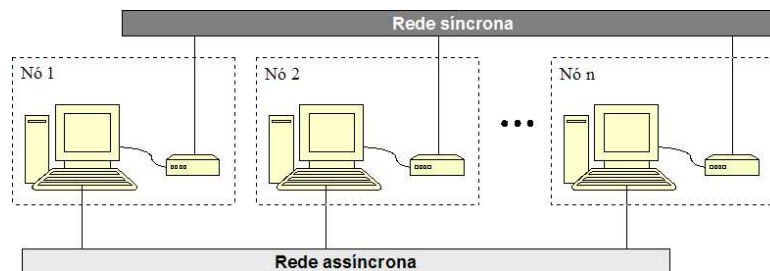 Rede síncrona
Nó 1
Nó 2
Nó n
Rede assíncrona